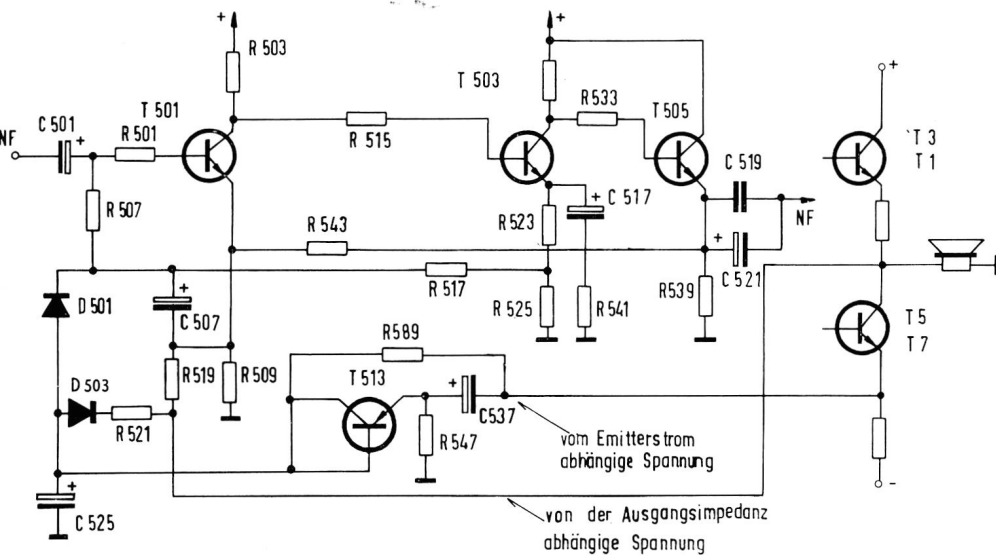 +
+
R 503
T 503
+
T 501
R533
T 505
'T 3
T 1
NF
C 501
+
R 501
R 515
C 519
R 507
+
C 517
NF
R 543
R 523
+
C 521
D 501
+
C 507
R 517
R 525
R 541
R539
T 5
T 7
R519
R 509
R589
D 503
T 513
+
C537
R 521
R 547
vom Emitterstrom
abhängige Spannung
+
C 525
-
von der Ausgangsimpedanz
abhängige Spannung